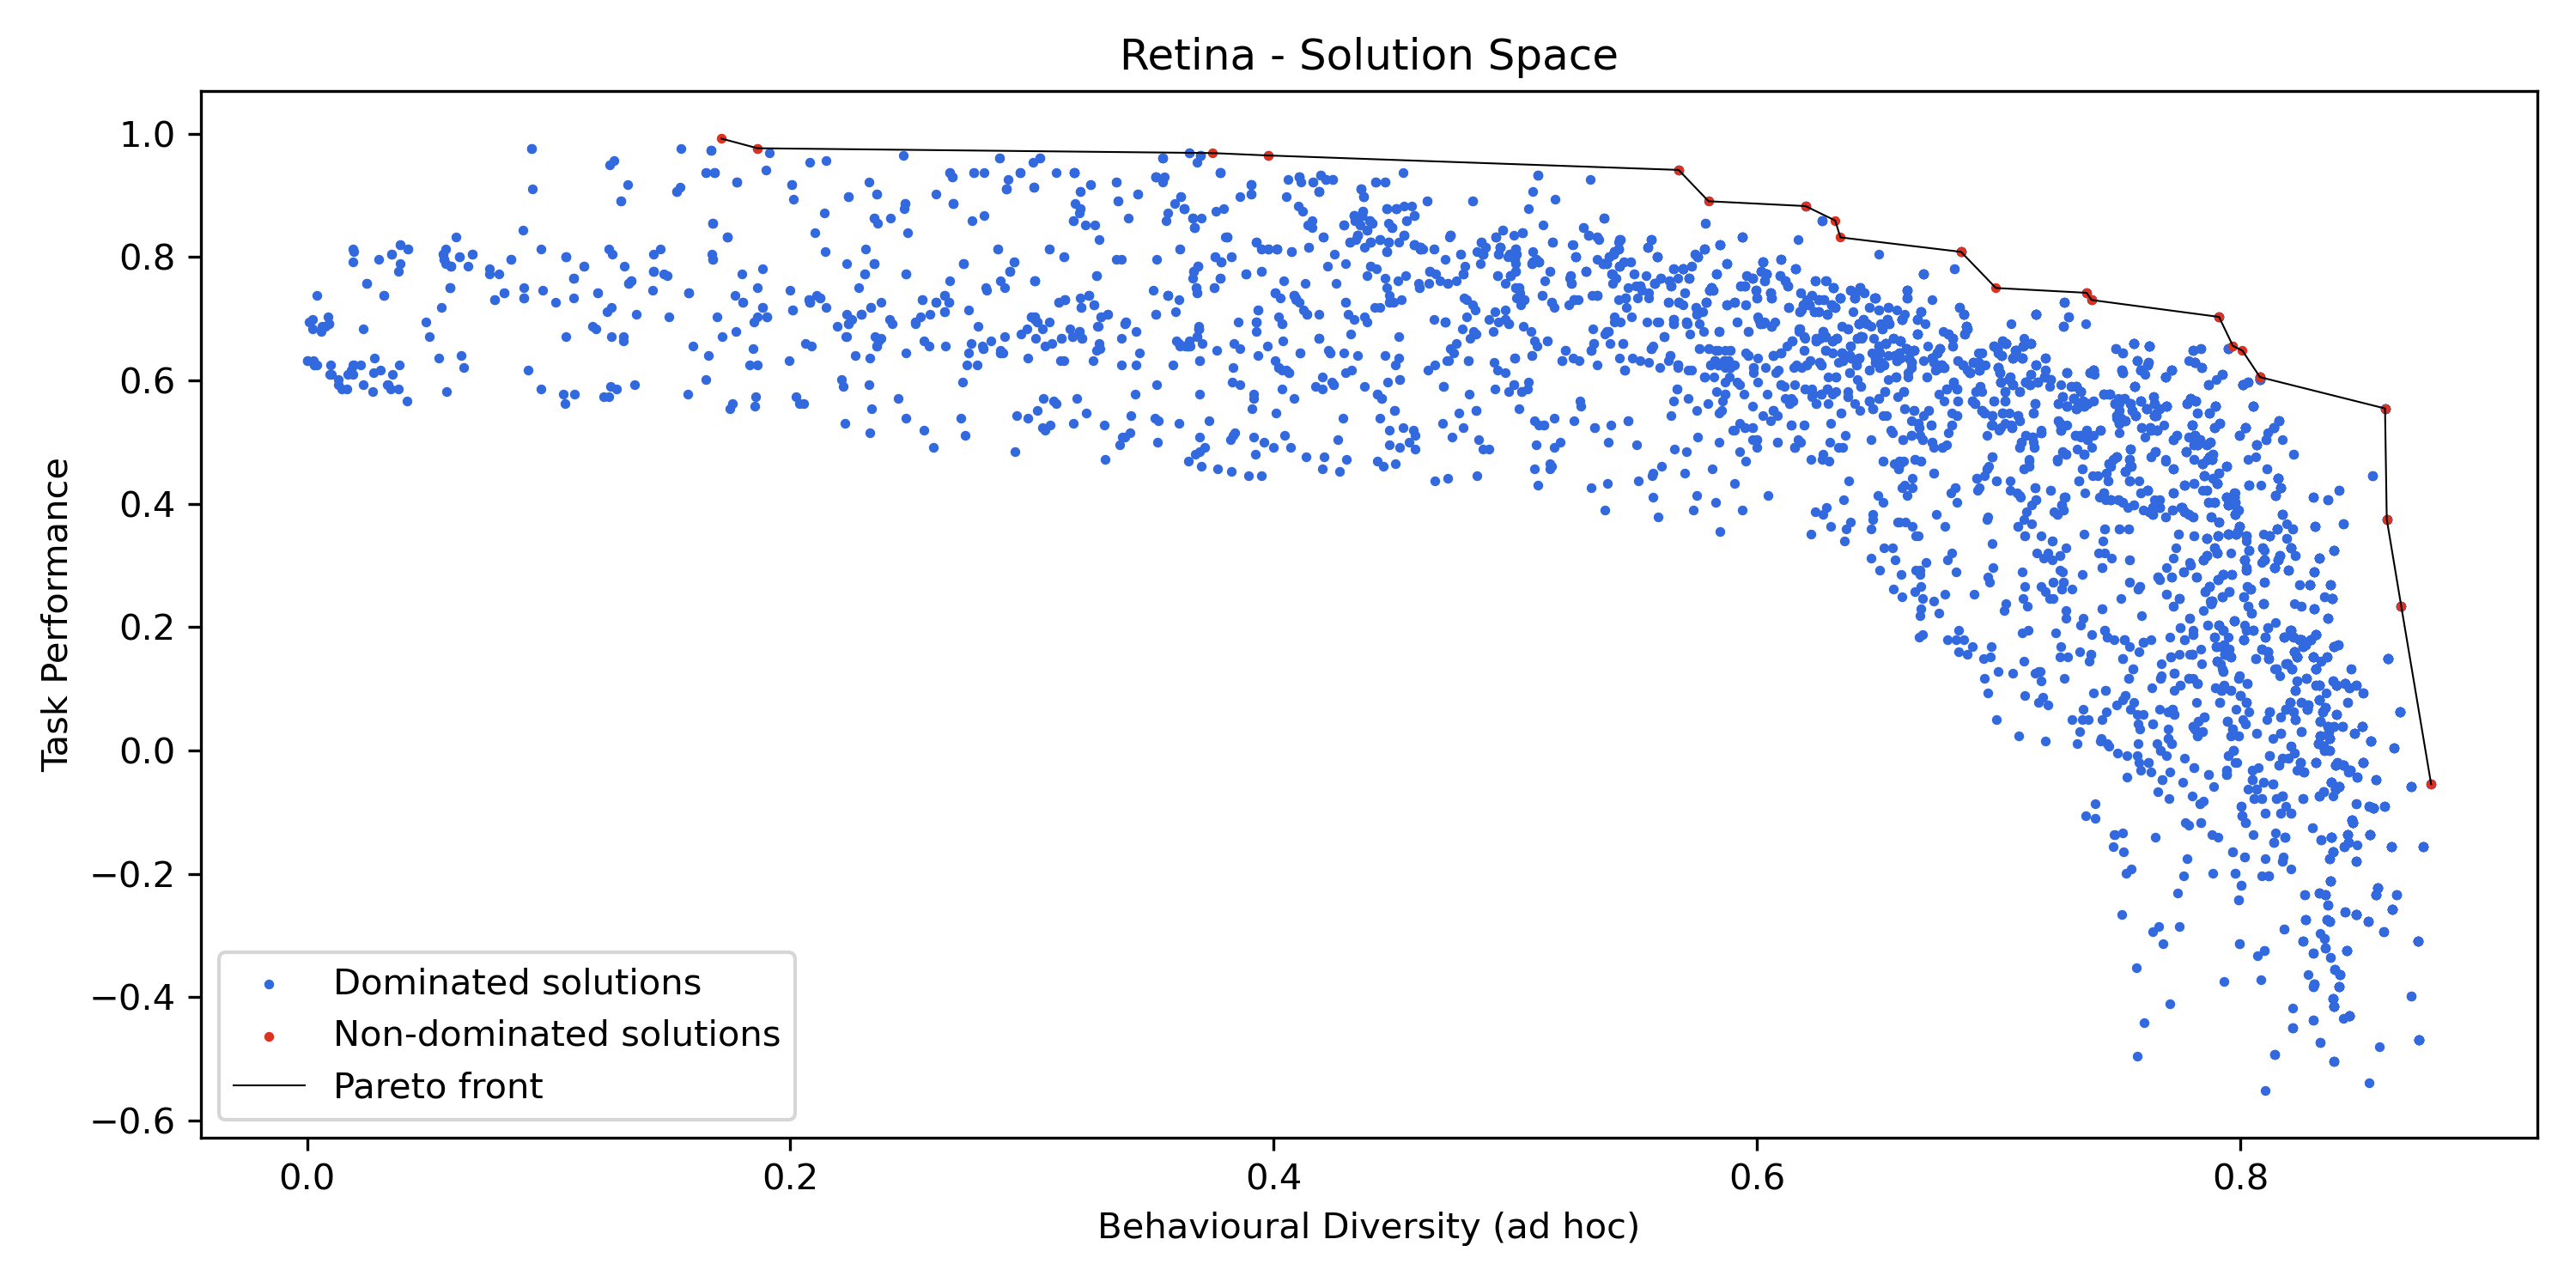 Retina - Solution Space
1.0
0.8
0.6
0.4
0.2
0.0
−0.2
−0.4
−0.6
Task Performance
Dominated solutions
Non-dominated solutions
Pareto front
0.0 0.2 0.4 0.6 0.8
Behavioural Diversity (ad hoc)